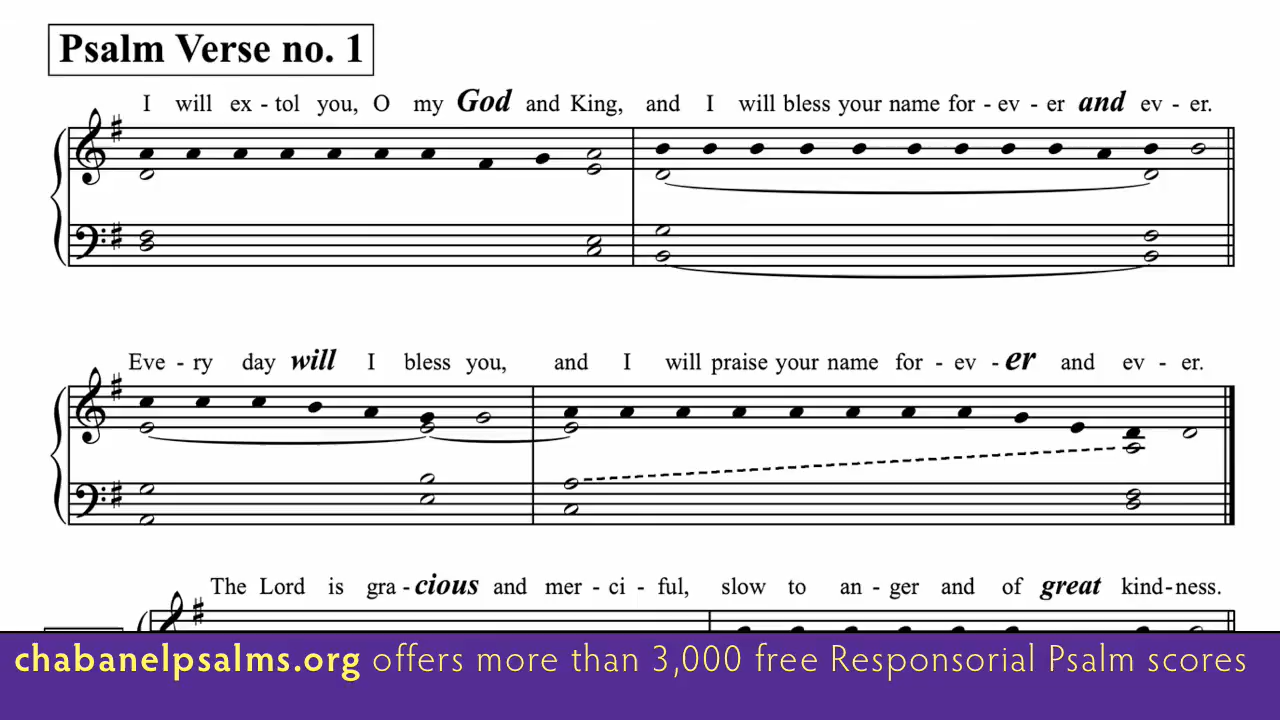 Psalm Verse no. 1
I will ex - tol you, O my God and King, and I will bless your name for - ev - er and ev - er.
Eve - ry day will I bless you, and I will praise your name for - ev - er and ev - er.
The Lord is gra - cious and mer - ci - ful, slow to an - ger and of great kind - ness.
chabanelpsalms.org offers more than 3,000 free Responsorial Psalm scores